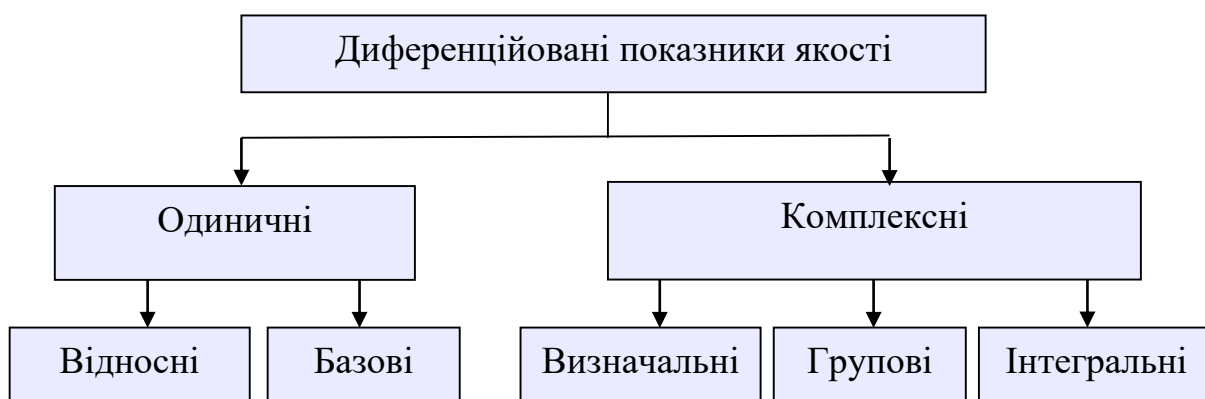 Диференційовані показники якості
Одиничні
Комплексні
Відносні
Базові
Визначальні
Групові
Інтегральні